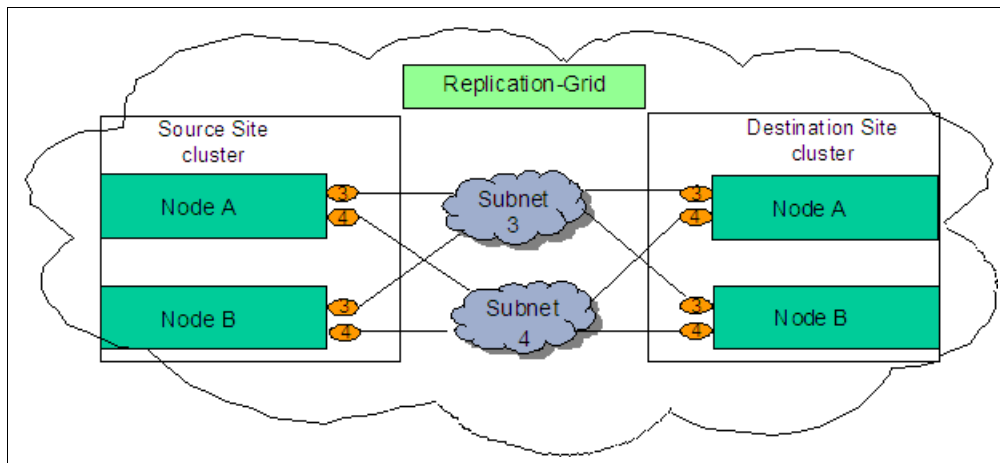 Replication-Grid
Source Site
cluster
Destination Site
cluster
Node A
3
4
Subnet
3
3
4
Node A
Node B
3
4
Subnet
4
3
4
Node B